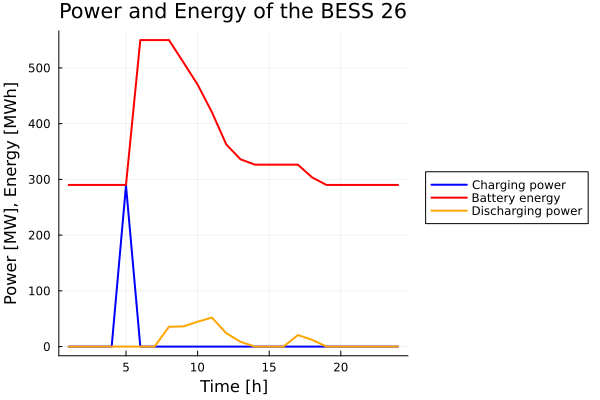 Power and Energy of the BESS 26
Power [MW], Energy [MWh]
500
400
300
200
100
0
5
10
15
20
Time [h]
Charging power
Battery energy
Discharging power